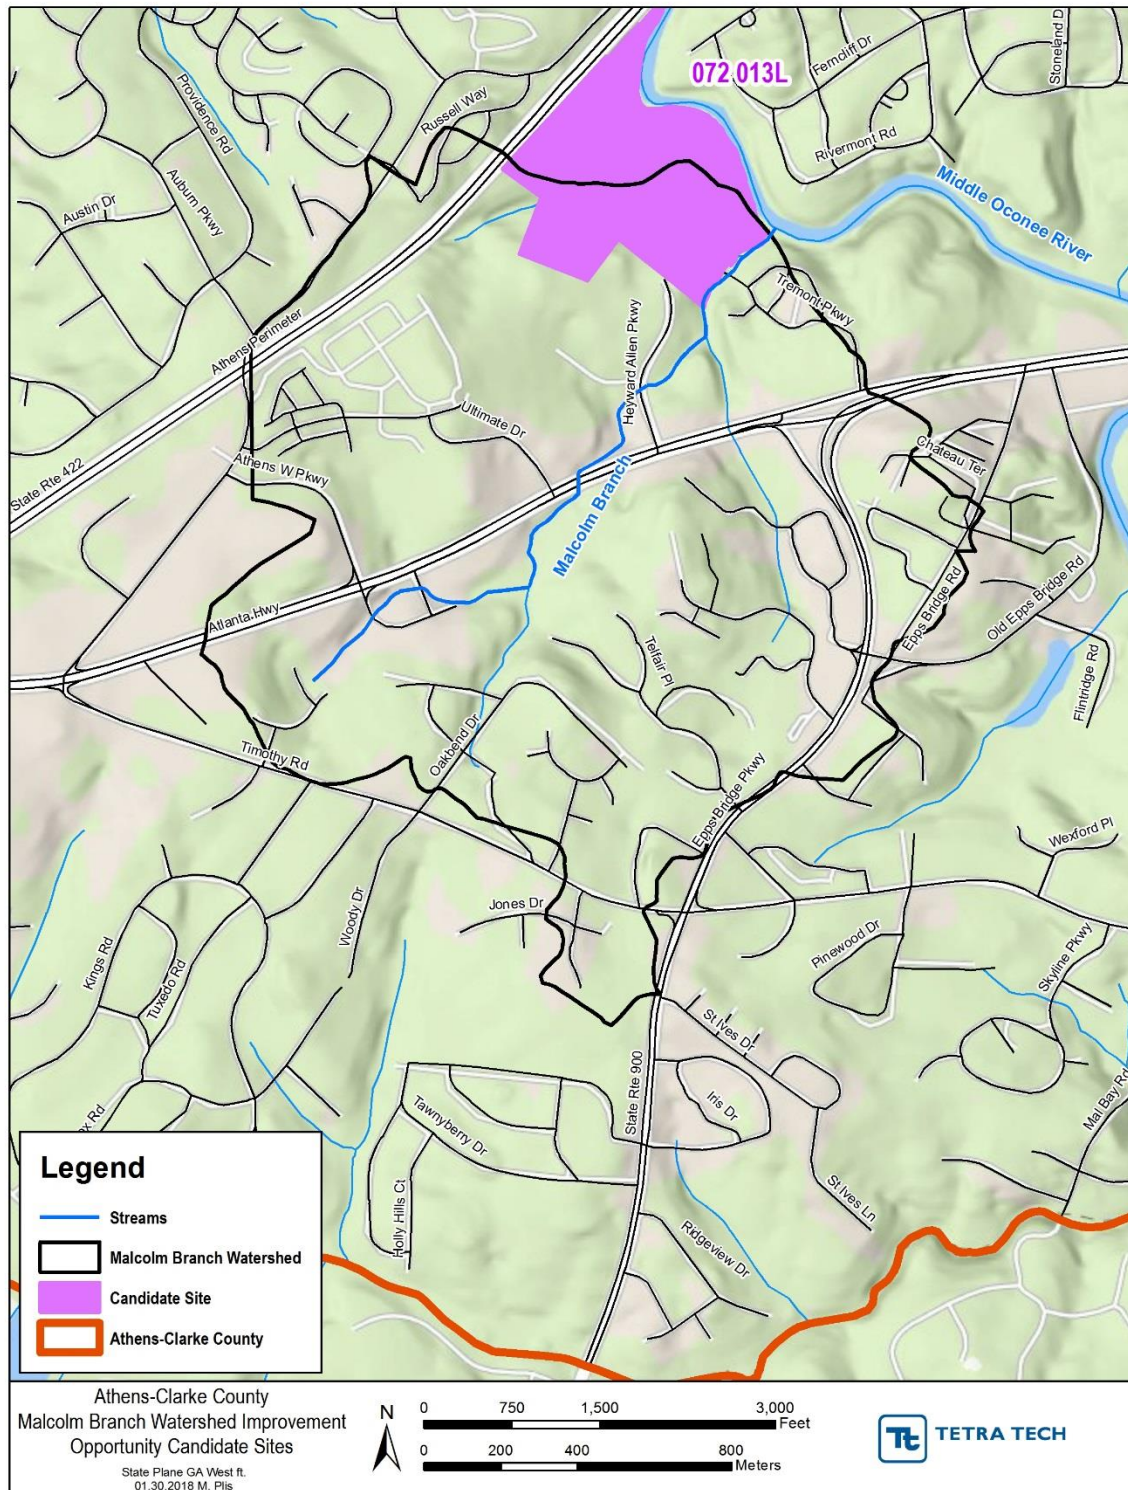 072 013L
Ferncliff Dr
Stoneland D
Providence Rd
Russell Way
Rivermont Rd
Auburn Pkwy
Austin Dr
Middle Oconee River
Tremont Pkwy
Athens Perimeter
Heyward Allen Pkwy
Ultimate Dr
Chateau Ter
State Rte 422
Athens W Pkwy
Malcolm Branch
Atlanta Hwy
Epps Bridge Rd
Old Epps Bridge Rd
Telfair Pl
Flintridge Rd
Oakbend Dr
Timothy Rd
Epps Bridge Pkwy
Wexford Pl
Jones Dr
Woody Dr
Pinewood Dr
Kings Rd
Tuxedo Rd
Skyline Pkwy
St Ives Dr
State Rte 900
Iris Dr
Mal Bay Rd
ex Rd
Tawnyberry Dr
Holly Hills Ct
St Ives Ln
Ridgeview Dr
Legend
Streams
Malcolm Branch Watershed
Candidate Site
Athens-Clarke County
Athens-Clarke County
Malcolm Branch Watershed Improvement
Opportunity Candidate Sites
State Plane GA West ft.
01.30.2018 M. Plis
N
0 750 1,500 3,000
Feet
0 200 400 800
Meters
Tt TETRA TECH